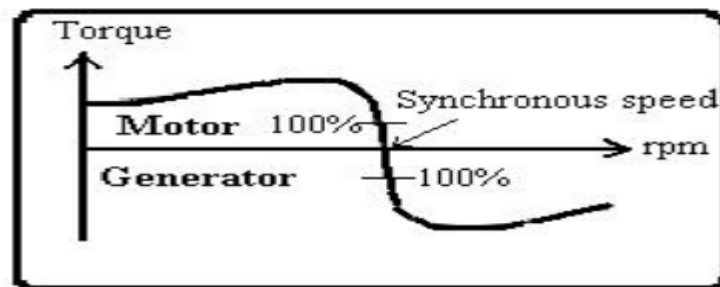 Torque
Synchronous speed
Motor 100%
rpm
Generator 100%